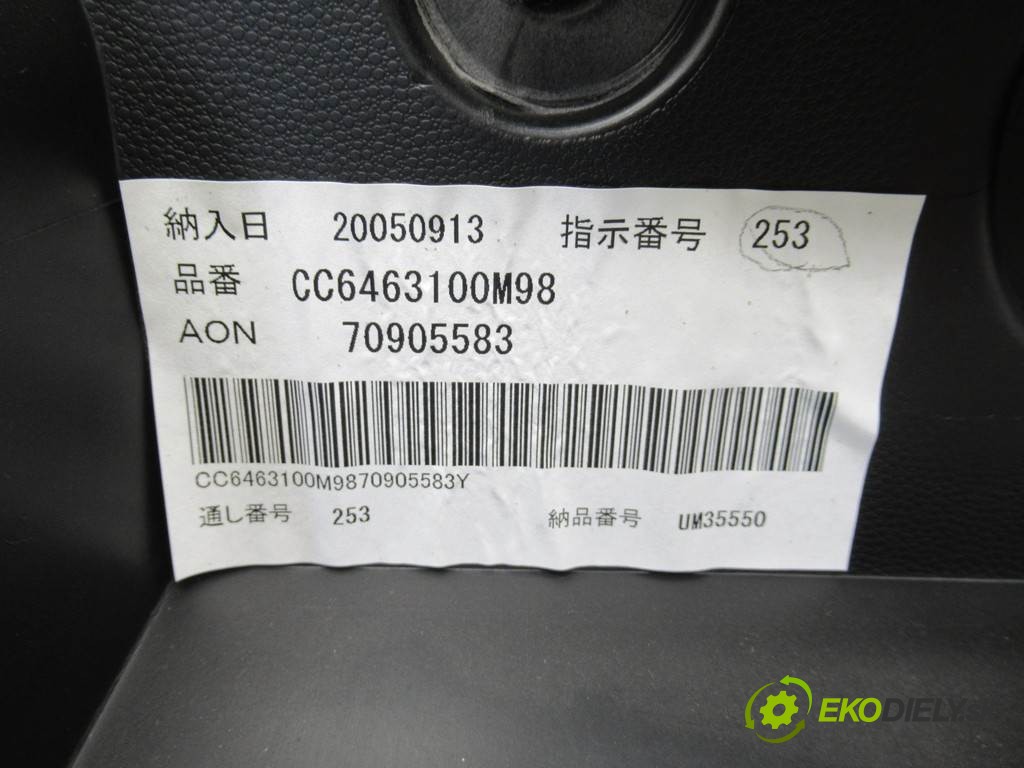 納入日 20050913 指示番号 253
品番 CC6463100M98
AON 70905583
CC6463100M9870905583Y
通し番号 253 納品番号 UM35550
EKODIELY